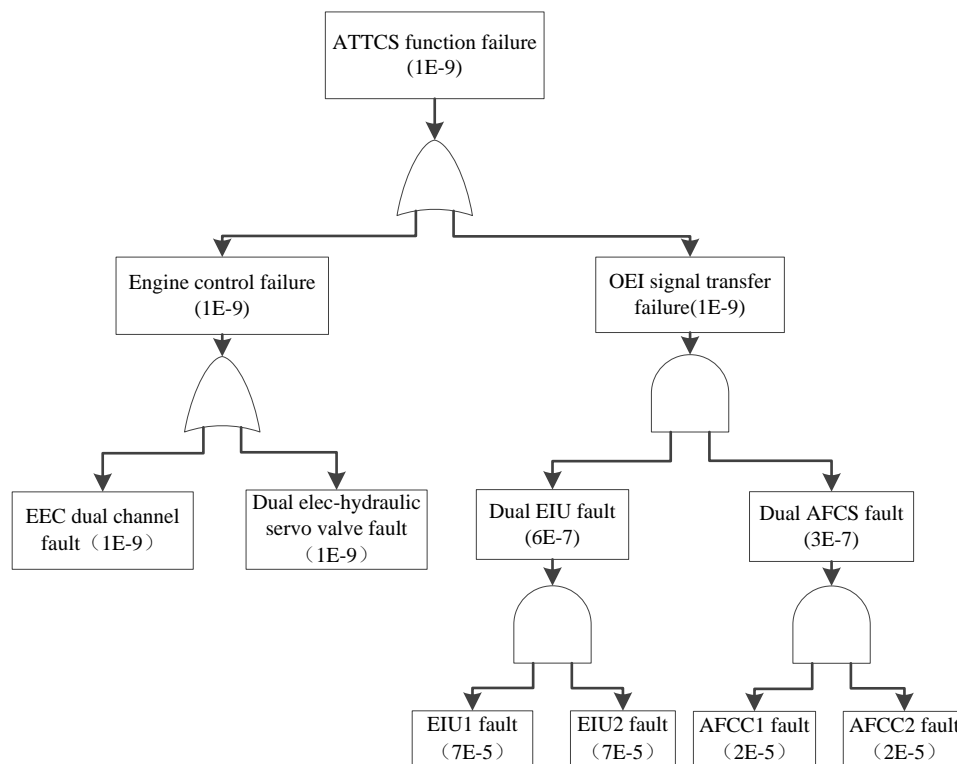 ATTCS function failure
(1E-9)
Engine control failure
(1E-9)
OEI signal transfer
failure(1E-9)
EEC dual channel
fault（1E-9）
Dual elec-hydraulic
servo valve fault
（1E-9）
Dual EIU fault
(6E-7)
Dual AFCS fault
(3E-7)
EIU1 fault
（7E-5）
EIU2 fault
（7E-5）
AFCC1 fault
（2E-5）
AFCC2 fault
（2E-5）